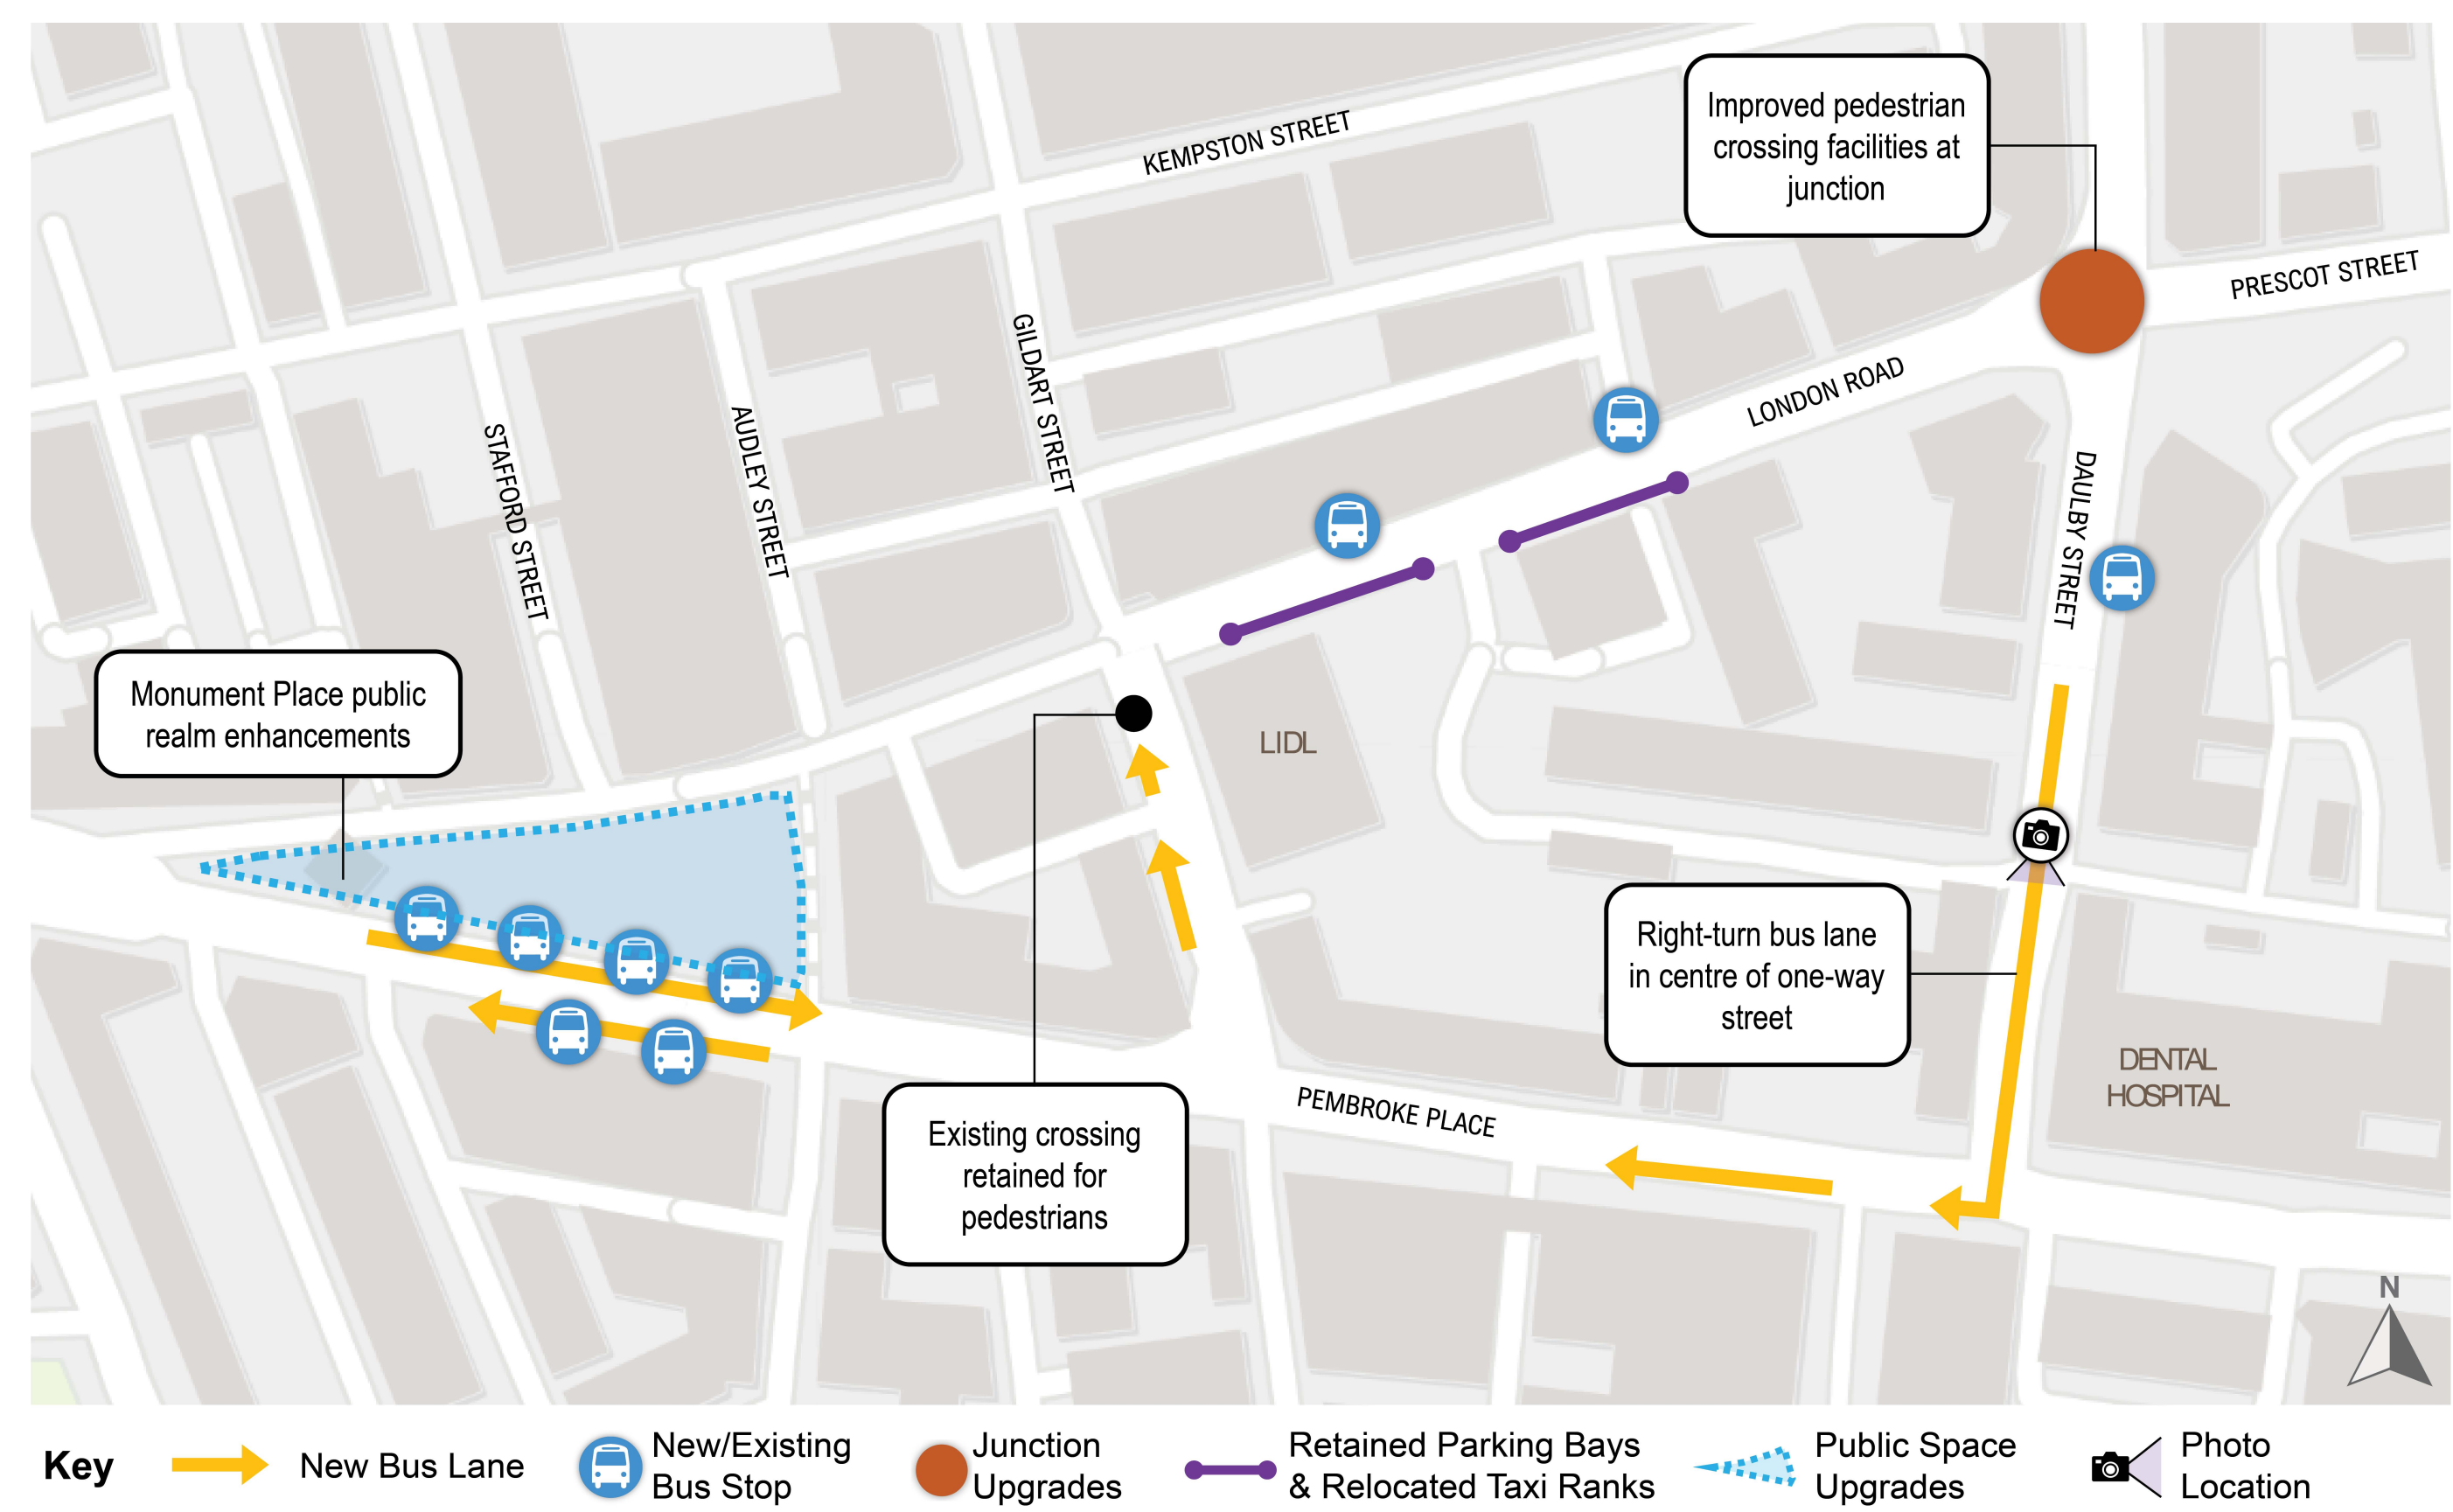 KEMPSTON STREET
Improved pedestrian
crossing facilities at
junction
PRESCOT STREET
GILDART STREET
LONDON ROAD
AUDLEY STREET
STAFFORD STREET
DAULBY STREET
Monument Place public
realm enhancements
LIDL
Right-turn bus lane
in centre of one-way
street
DENTAL
HOSPITAL
PEMBROKE PLACE
Existing crossing
retained for
pedestrians
N
Key
New Bus Lane
New/Existing
Bus Stop
Junction
Upgrades
Retained Parking Bays
& Relocated Taxi Ranks
Public Space
Upgrades
Photo
Location